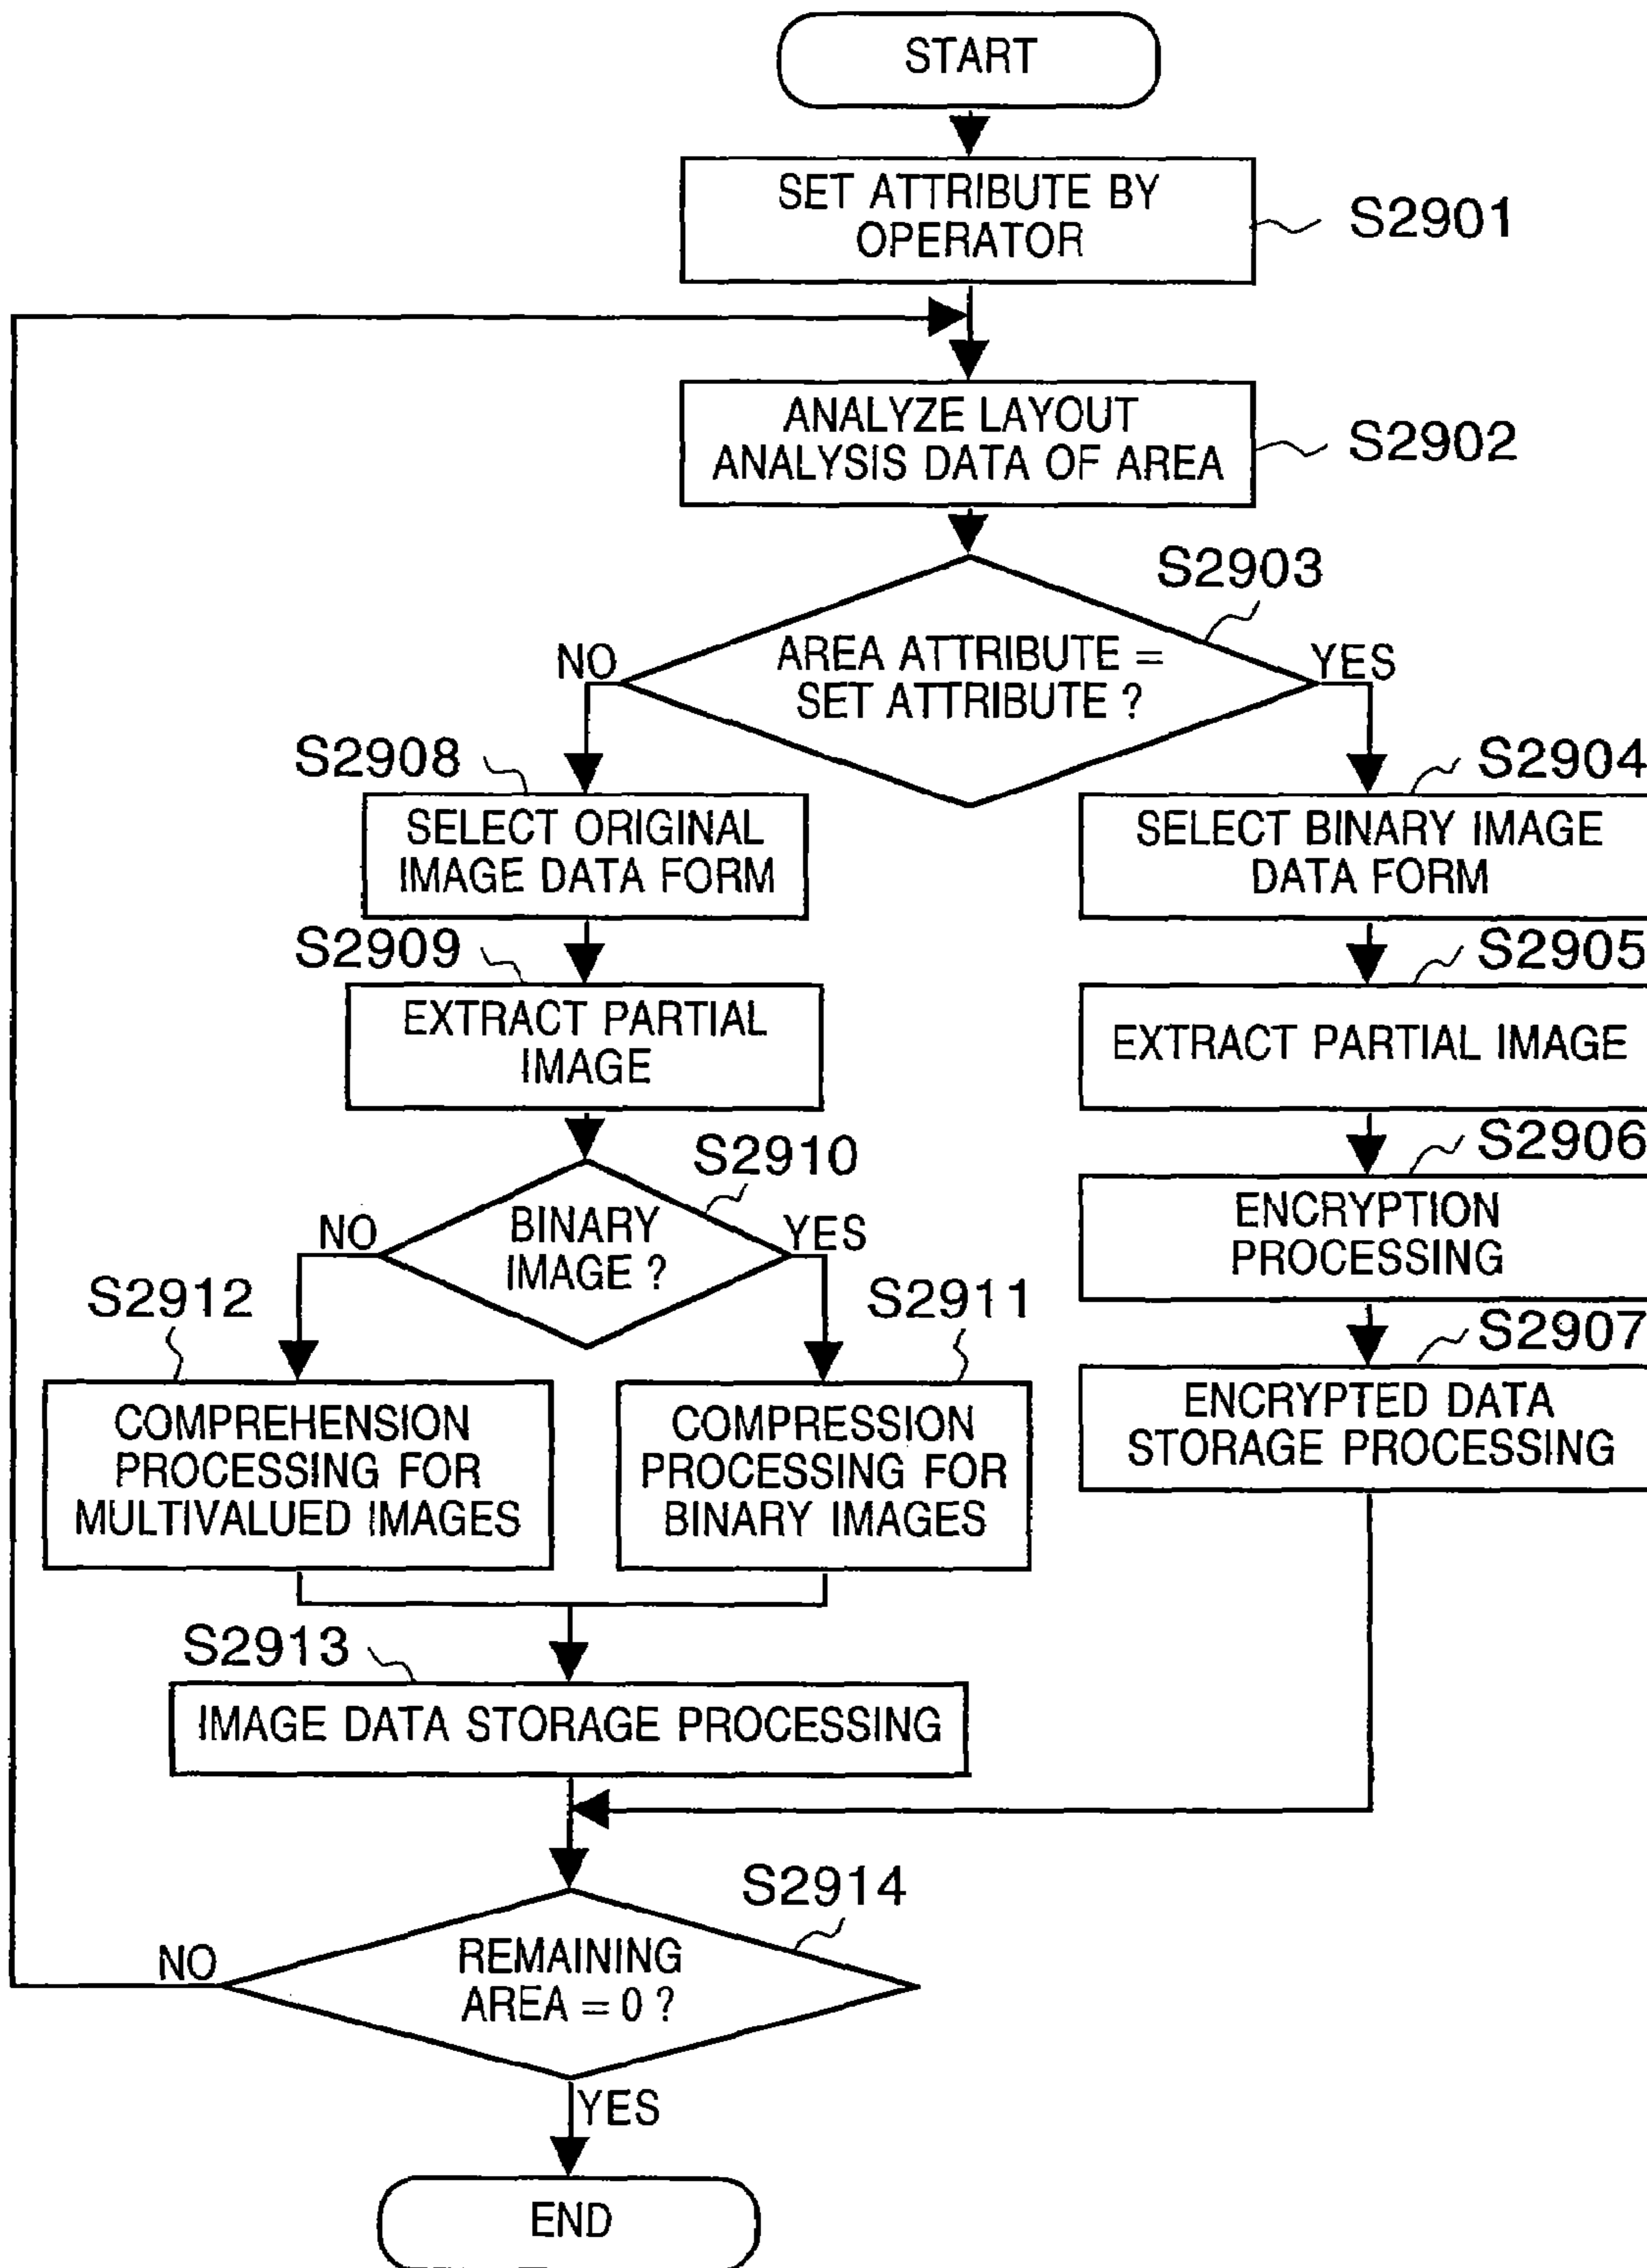 START
SET ATTRIBUTE BY
OPERATOR
S2901
ANALYZE LAYOUT
ANALYSIS DATA OF AREA
S2902
S2903
AREA ATTRIBUTE =
SET ATTRIBUTE ?
NO
YES
S2908
SELECT ORIGINAL
IMAGE DATA FORM
S2904
SELECT BINARY IMAGE
DATA FORM
S2909
EXTRACT PARTIAL
IMAGE
S2905
EXTRACT PARTIAL IMAGE
S2910
BINARY
IMAGE ?
NO
YES
S2906
ENCRYPTION
PROCESSING
S2912
COMPREHENSION
PROCESSING FOR
MULTIVALUED IMAGES
S2911
COMPRESSION
PROCESSING FOR
BINARY IMAGES
S2907
ENCRYPTED DATA
STORAGE PROCESSING
S2913
IMAGE DATA STORAGE PROCESSING
S2914
REMAINING
AREA = 0 ?
NO
YES
END